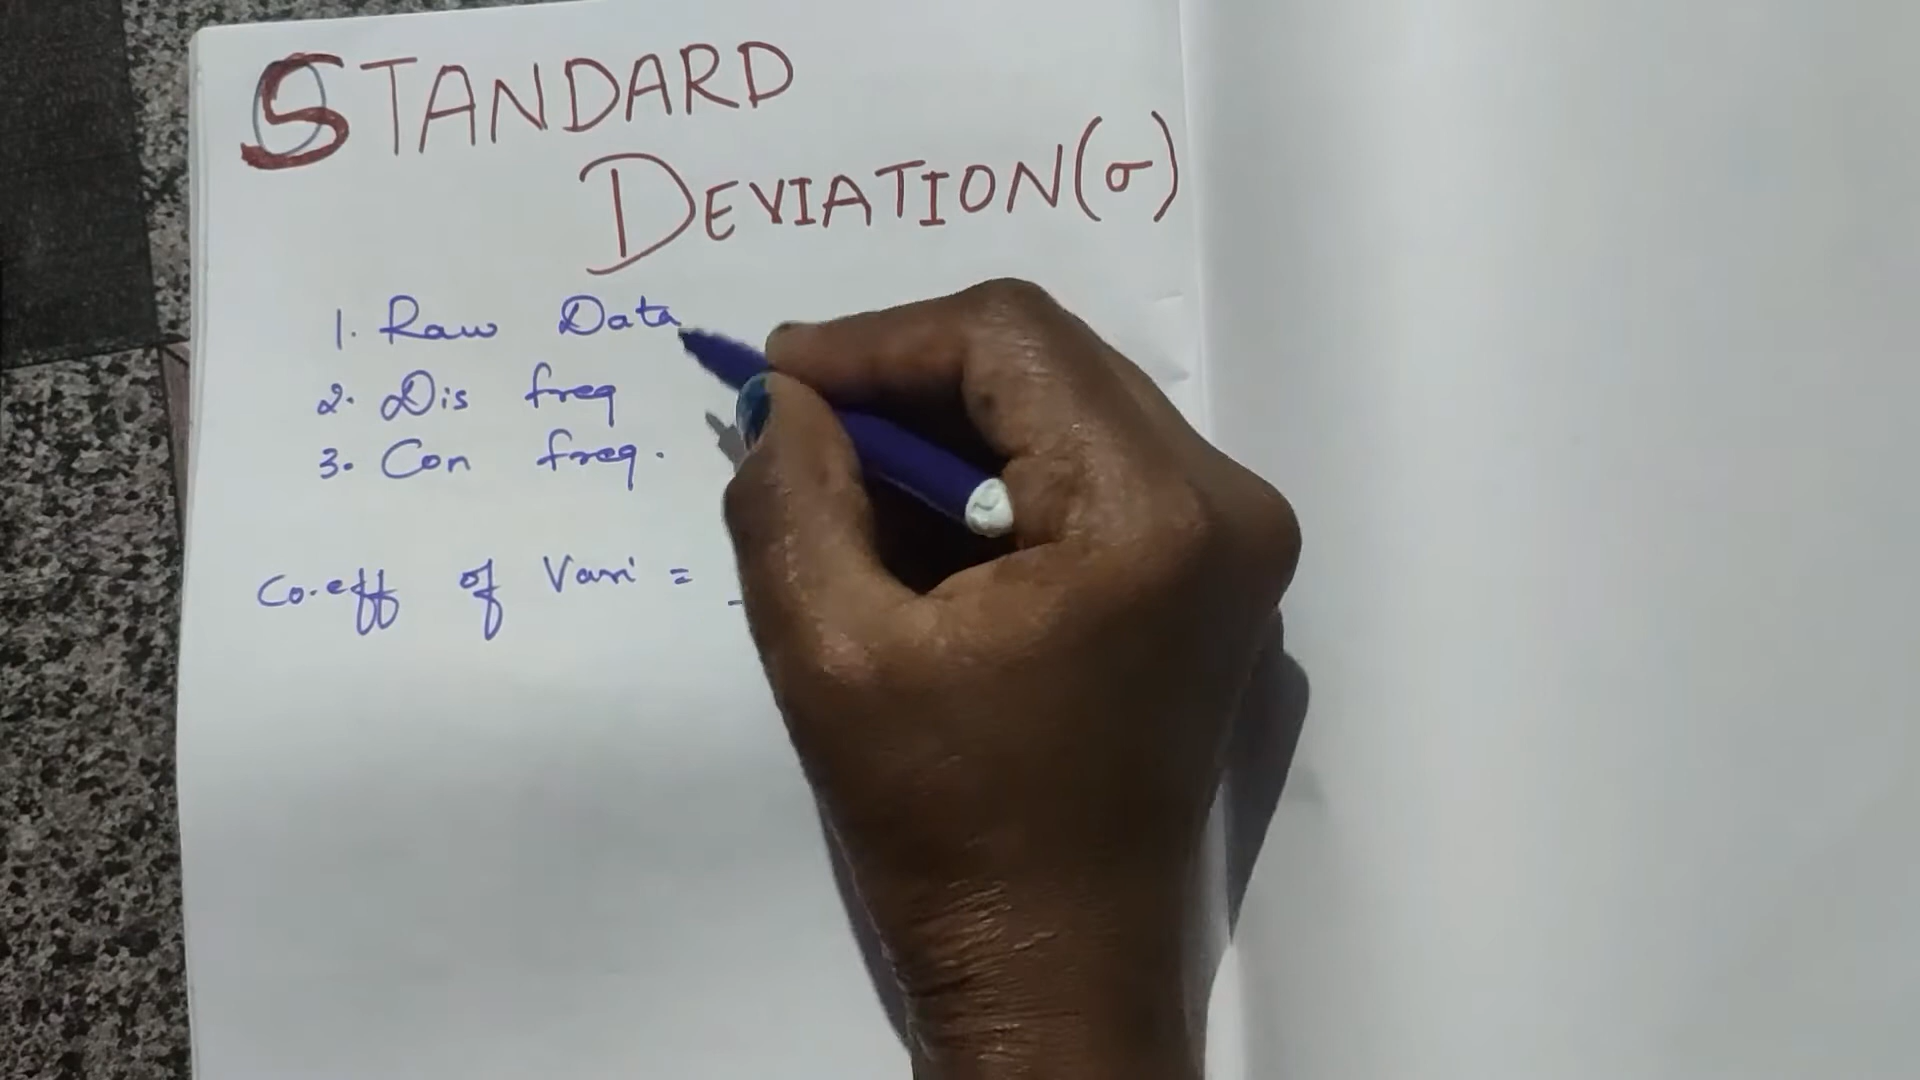 STANDARD
DEVIATION (σ)
1. Raw Data
2. Dis freq
3. Con freq.
Co.eff of Vari =